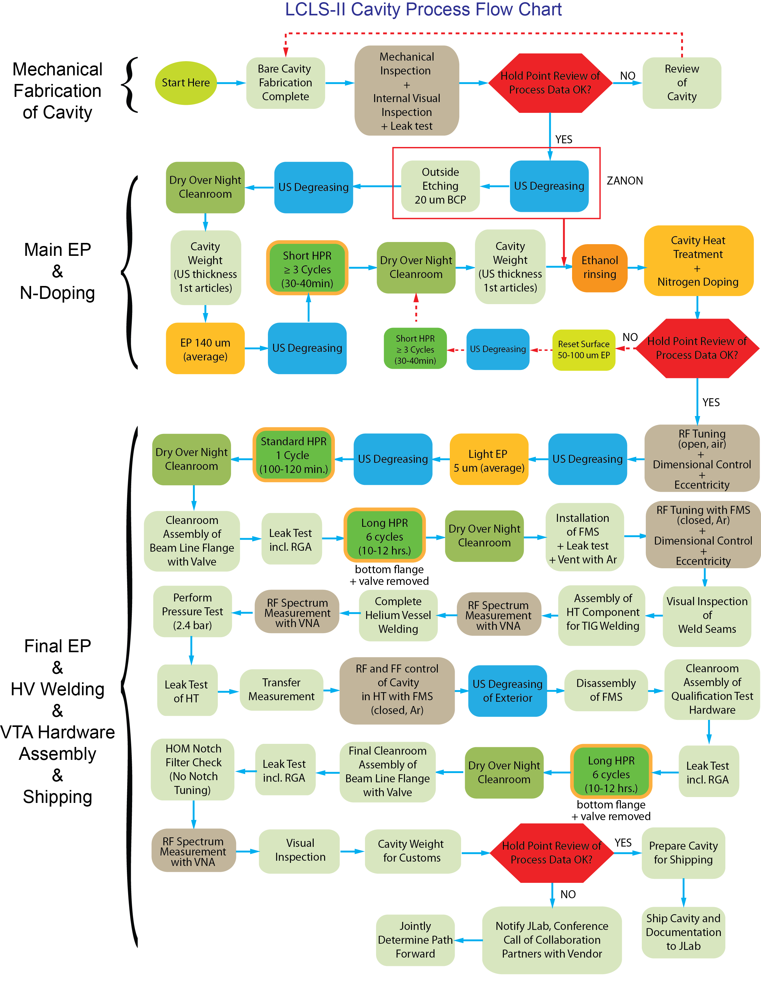 LCLS-II Cavity Process Flow Chart
Mechanical
Fabrication
of Cavity
Start Here
Bare Cavity
Fabrication
Complete
Mechanical
Inspection
+
Internal Visual
Inspection
+ Leak test
Hold Point Review of
Process Data OK?
NO
Review
of
Cavity
YES
Main EP
&
N-Doping
ZANON
US Degreasing
Outside
Etching
20 um BCP
US Degreasing
Dry Over Night
Cleanroom
Cavity
Weight
(US thickness
1st articles)
EP 140 um
(average)
US Degreasing
Short HPR
≥ 3 Cycles
(30-40min)
Dry Over Night
Cleanroom
Cavity
Weight
(US thickness
1st articles)
Ethanol
rinsing
Cavity Heat
Treatment
+
Nitrogen Doping
Hold Point Review of
Process Data OK?
NO
Reset Surface
50-100 um EP
US Degreasing
Short HPR
≥ 3 Cycles
(30-40min)
YES
Final EP
&
HV Welding
&
VTA Hardware
Assembly
&
Shipping
RF Tuning
(open, air)
+
Dimensional Control
+
Eccentricity
US Degreasing
Light EP
5 um (average)
US Degreasing
Standard HPR
1 Cycle
(100-120 min.)
Dry Over Night
Cleanroom
Cleanroom
Assembly of
Beam Line Flange
with Valve
Leak Test
incl. RGA
Long HPR
6 cycles
(10-12 hrs.)
bottom flange
+ valve removed
Dry Over Night
Cleanroom
Installation
of FMS
+ Leak test
+ Vent with Ar
RF Tuning with FMS
(closed, Ar)
+
Dimensional Control
+
Eccentricity
Visual Inspection
of
Weld Seams
Assembly of
HT Component
for TIG Welding
RF Spectrum
Measurement
with VNA
Complete
Helium Vessel
Welding
RF Spectrum
Measurement
with VNA
Perform
Pressure Test
(2.4 bar)
Leak Test
of HT
Transfer
Measurement
RF and FF control
of Cavity
in HT with FMS
(closed, Ar)
US Degreasing
of Exterior
Disassembly
of FMS
Cleanroom
Assembly of
Qualification Test
Hardware
Leak Test
incl. RGA
Long HPR
6 cycles
(10-12 hrs.)
bottom flange
+ valve removed
Dry Over Night
Cleanroom
Final Cleanroom
Assembly of
Beam Line Flange
with Valve
Leak Test
incl. RGA
HOM Notch
Filter Check
(No Notch
Tuning)
RF Spectrum
Measurement
with VNA
Visual
Inspection
Cavity Weight
for Customs
Hold Point Review of
Process Data OK?
YES
Prepare Cavity
for Shipping
Ship Cavity and
Documentation
to JLab
NO
Notify JLab, Conference
Call of Collaboration
Partners with Vendor
Jointly
Determine Path
Forward